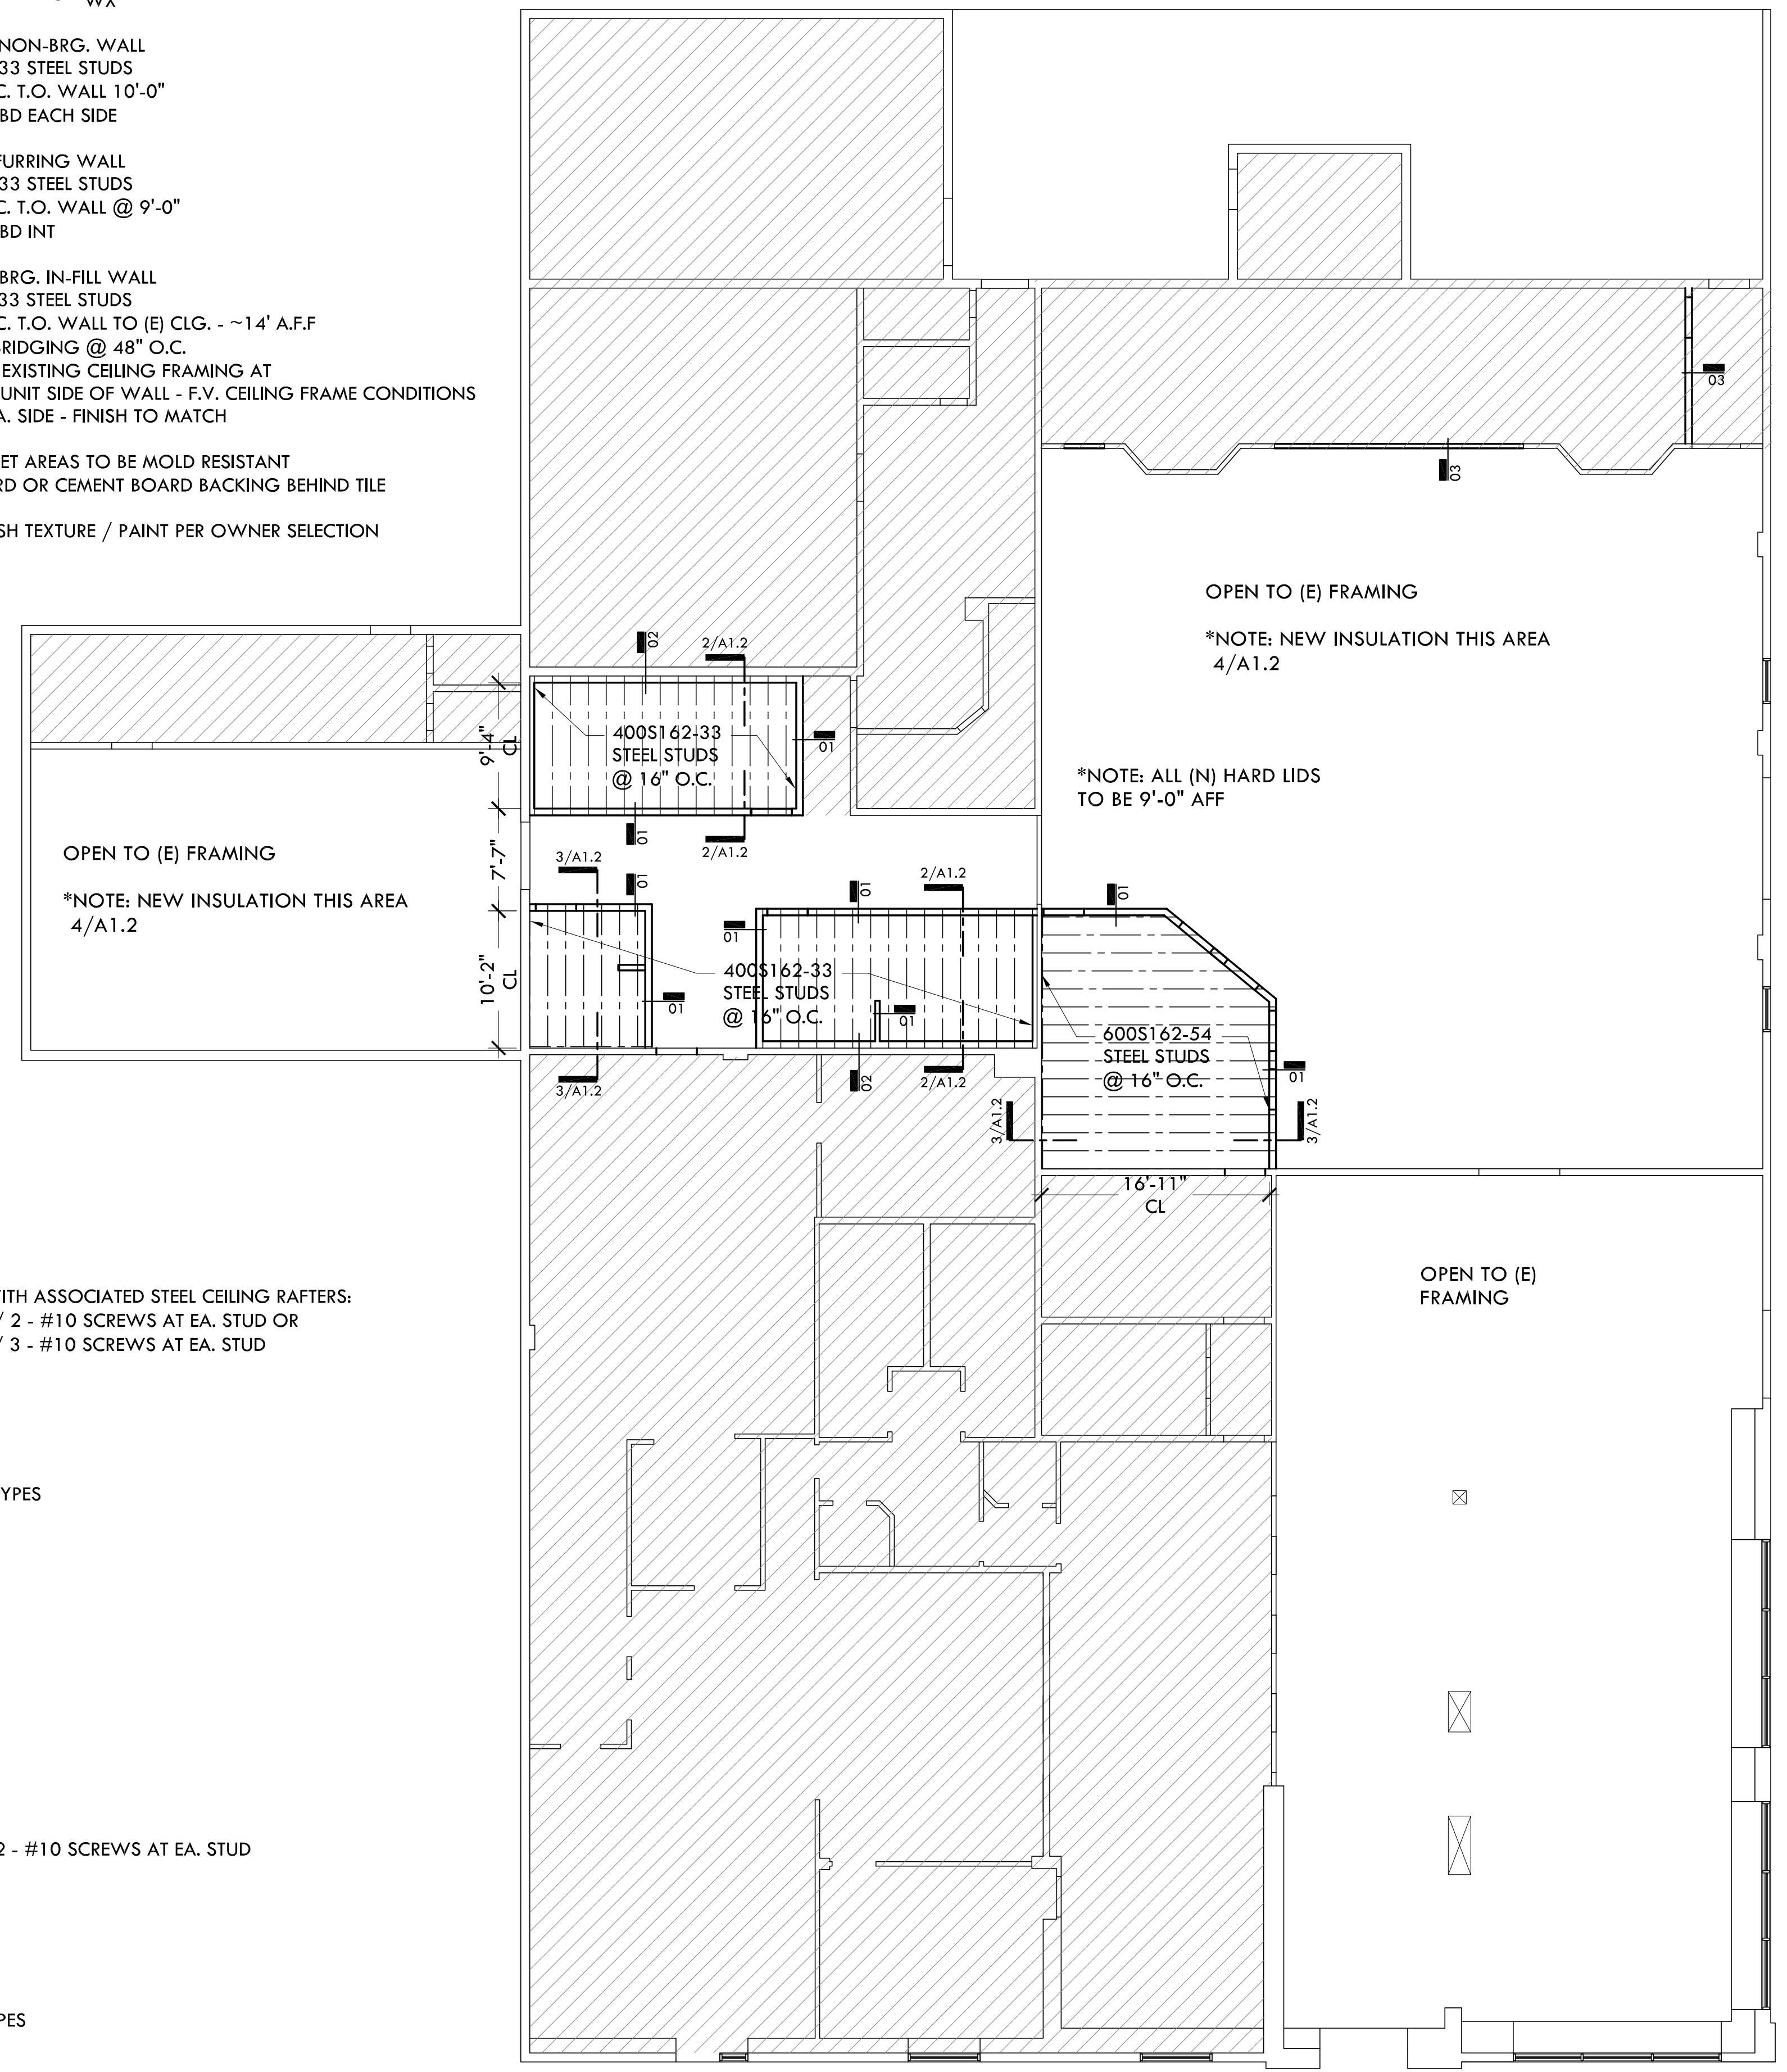 WX
NON-BRG. WALL
33 STEEL STUDS
C. T.O. WALL 10'-0"
BD EACH SIDE
FURRING WALL
33 STEEL STUDS
C. T.O. WALL @ 9'-0"
BD INT
BRG. IN-FILL WALL
33 STEEL STUDS
C. T.O. WALL TO (E) CLG. - ~14' A.F.F
BRIDGING @ 48" O.C.
EXISTING CEILING FRAMING AT
UNIT SIDE OF WALL - F.V. CEILING FRAME CONDITIONS
A. SIDE - FINISH TO MATCH
ET AREAS TO BE MOLD RESISTANT
RD OR CEMENT BOARD BACKING BEHIND TILE
SH TEXTURE / PAINT PER OWNER SELECTION
03
03
OPEN TO (E) FRAMING
*NOTE: NEW INSULATION THIS AREA
4/A1.2
02
2/A1.2
9'-4"
CL
400S162-33
STEEL STUDS
@ 16" O.C.
01
*NOTE: ALL (N) HARD LIDS
TO BE 9'-0" AFF
01
2/A1.2
OPEN TO (E) FRAMING
*NOTE: NEW INSULATION THIS AREA
4/A1.2
7'-7"
3/A1.2
01
01
2/A1.2
01
01
10'-2"
CL
400S162-33
STEEL STUDS
@ 16" O.C.
01
01
600S162-54
STEEL STUDS
@ 16" O.C.
01
3/A1.2
02
2/A1.2
3/A1.2
3/A1.2
16'-11"
CL
OPEN TO (E)
FRAMING
ITH ASSOCIATED STEEL CEILING RAFTERS:
/ 2 - #10 SCREWS AT EA. STUD OR
/ 3 - #10 SCREWS AT EA. STUD
YPES
2 - #10 SCREWS AT EA. STUD
PES